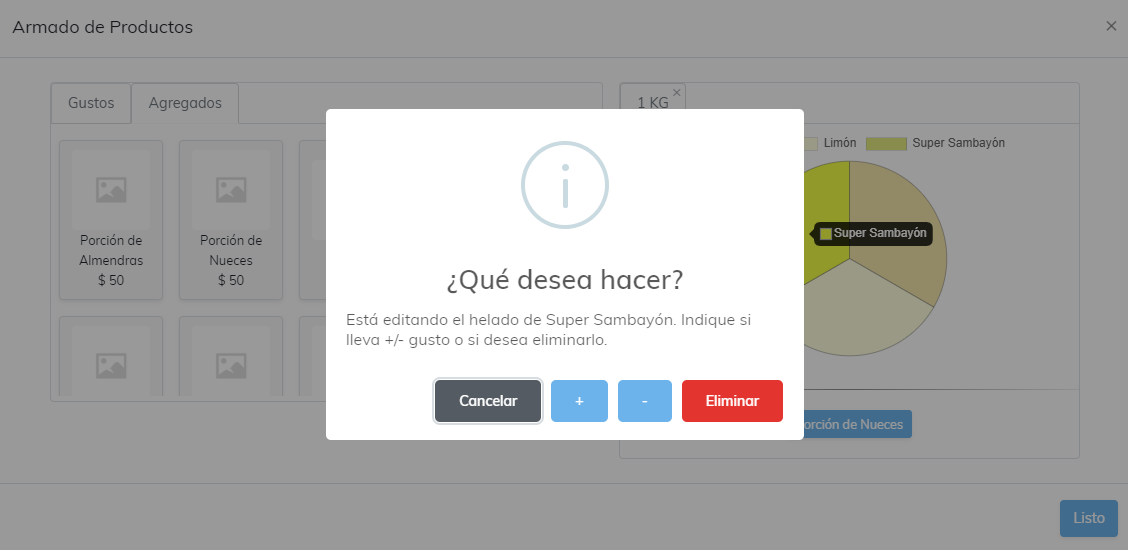 Armado de Productos
×
Gustos
Agregados
Porción de
Almendras
$ 50
Porción de
Nueces
$ 50
1 KG ×
Limón
Super Sambayón
Super Sambayón
i
¿Qué desea hacer?
Está editando el helado de Super Sambayón. Indique si
lleva +/- gusto o si desea eliminarlo.
Cancelar
+
-
Eliminar
de Nueces
Listo